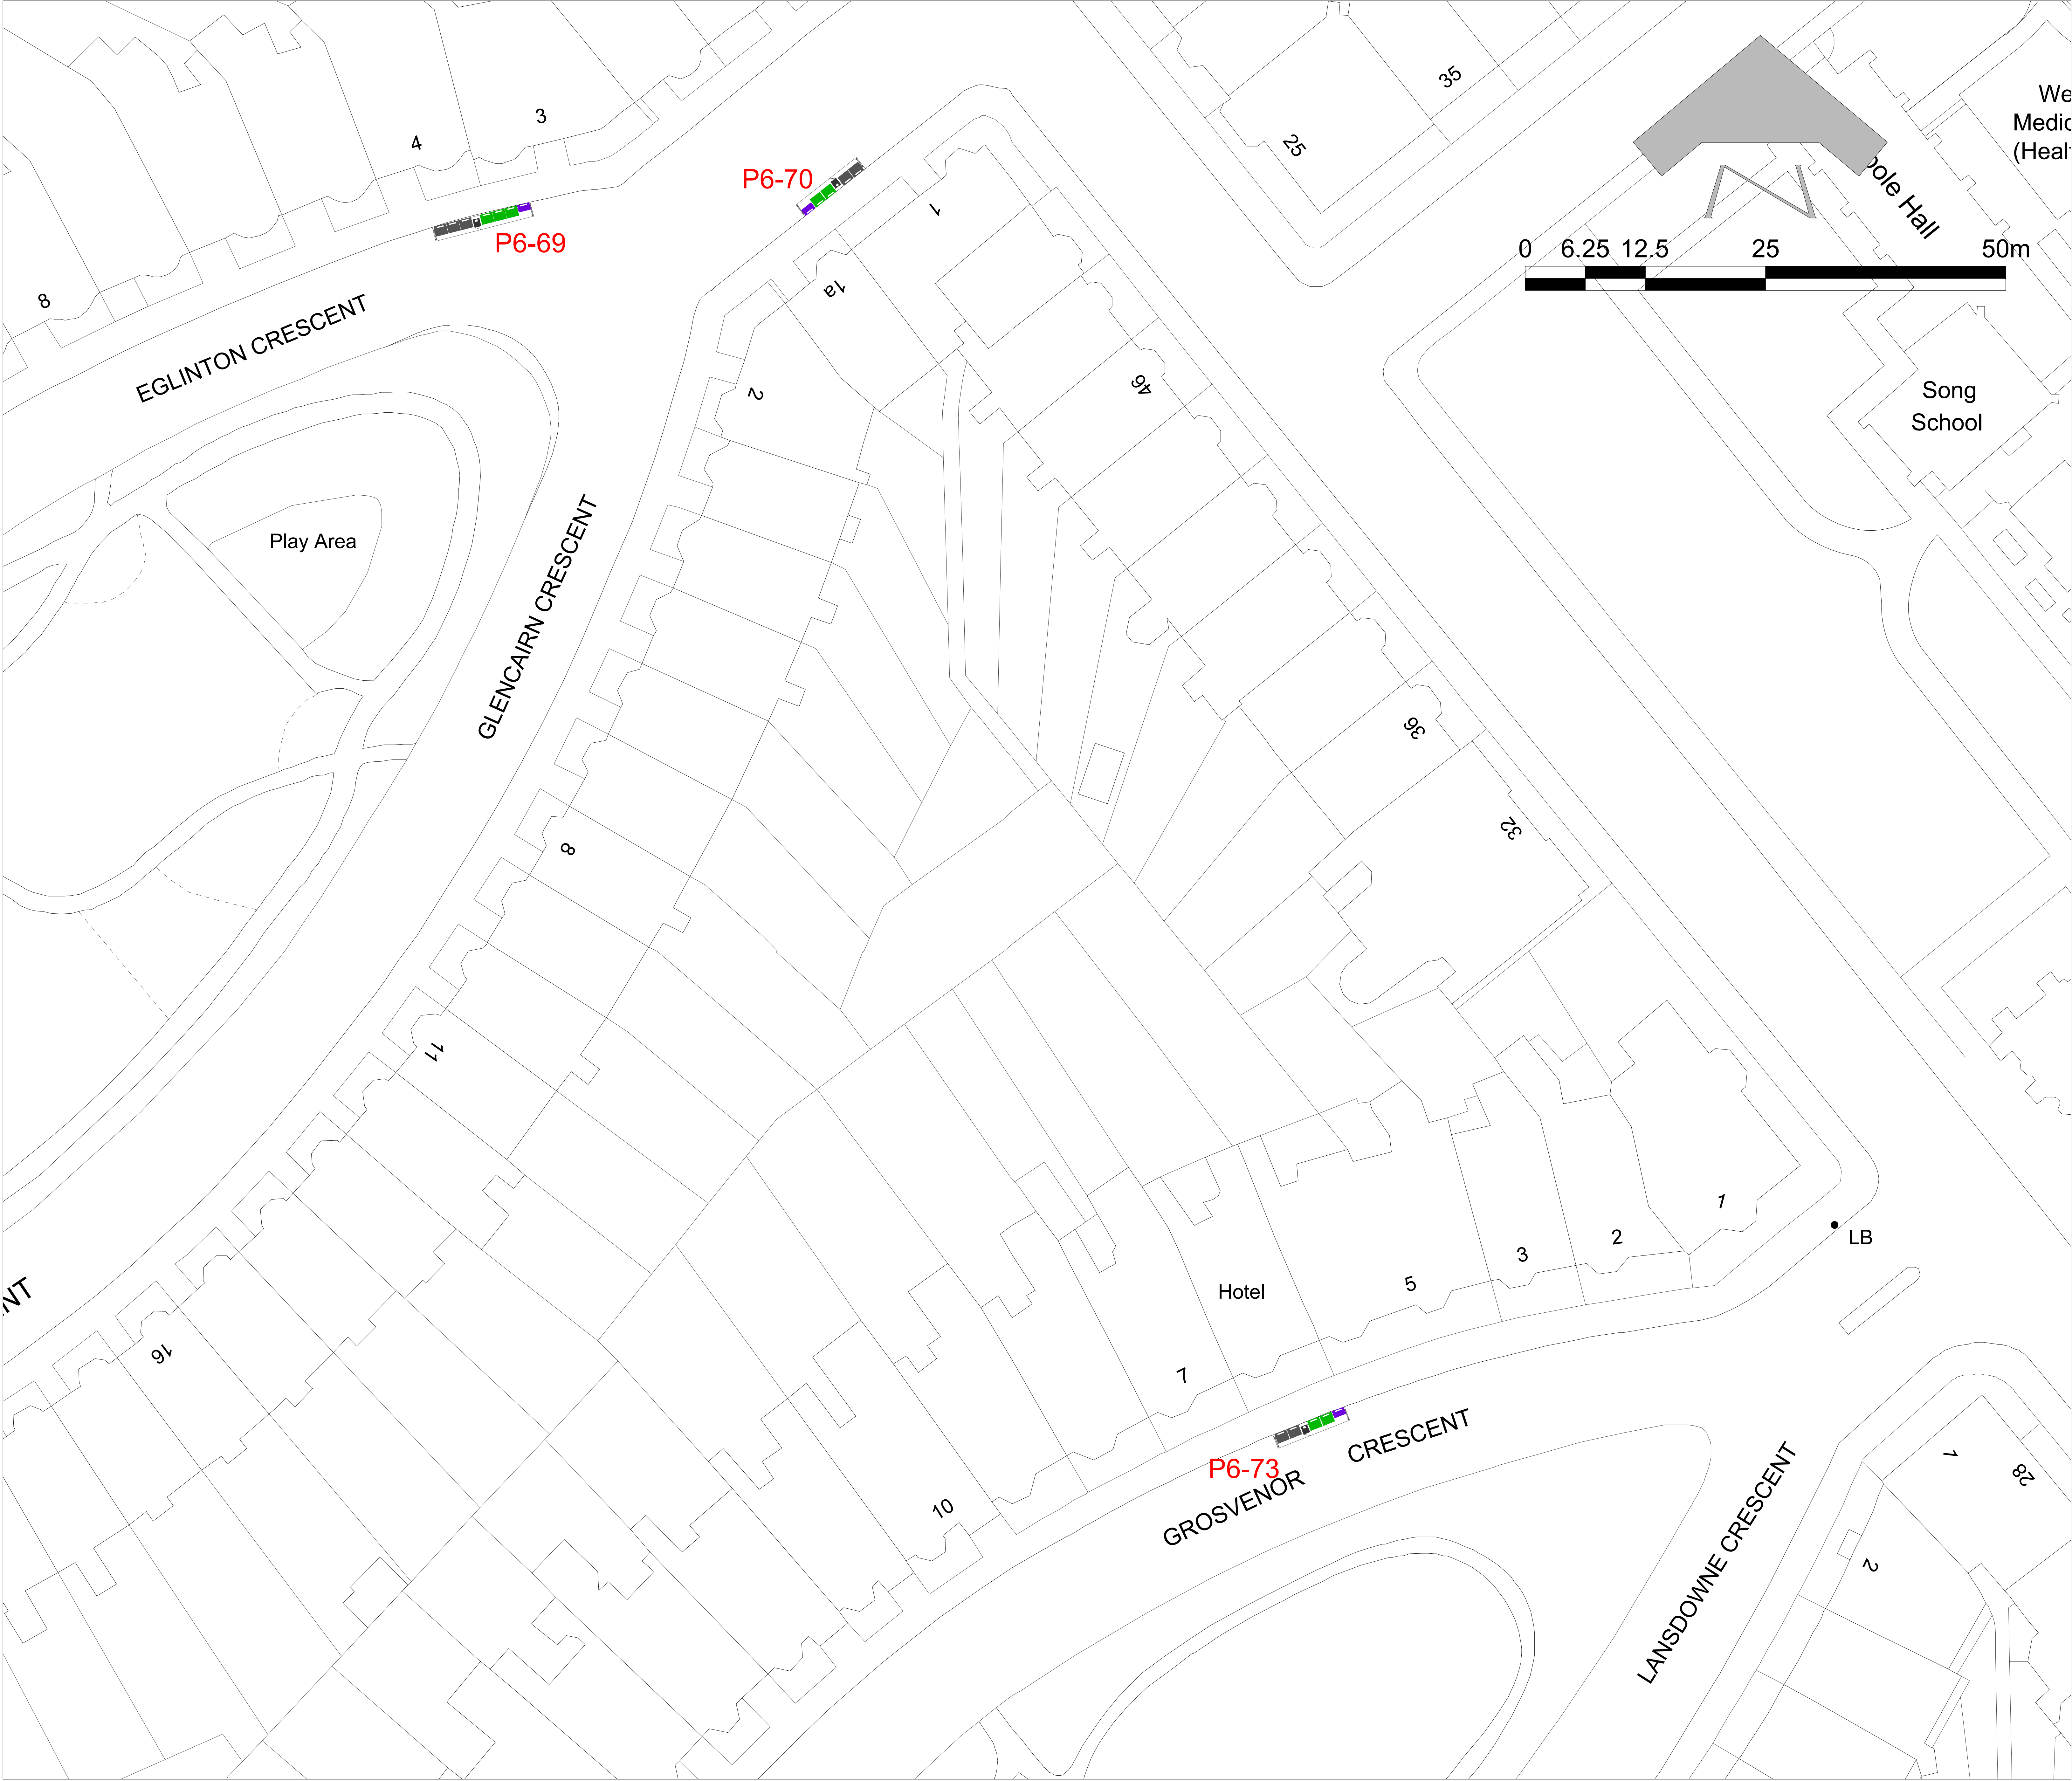 3
4
8
P6-69
P6-70
EGLINTON CRESCENT
1
1a
2
25
35
We
Medic
(Healt
oole Hall
0 6.25 12.5 25 50m
Song
School
46
36
32
Play Area
GLENCAIRN CRESCENT
8
11
16
NT
Hotel
7
5
3
2
1
LB
10
P6-73
GROSVENOR CRESCENT
LANSDOWNE CRESCENT
1
28
2